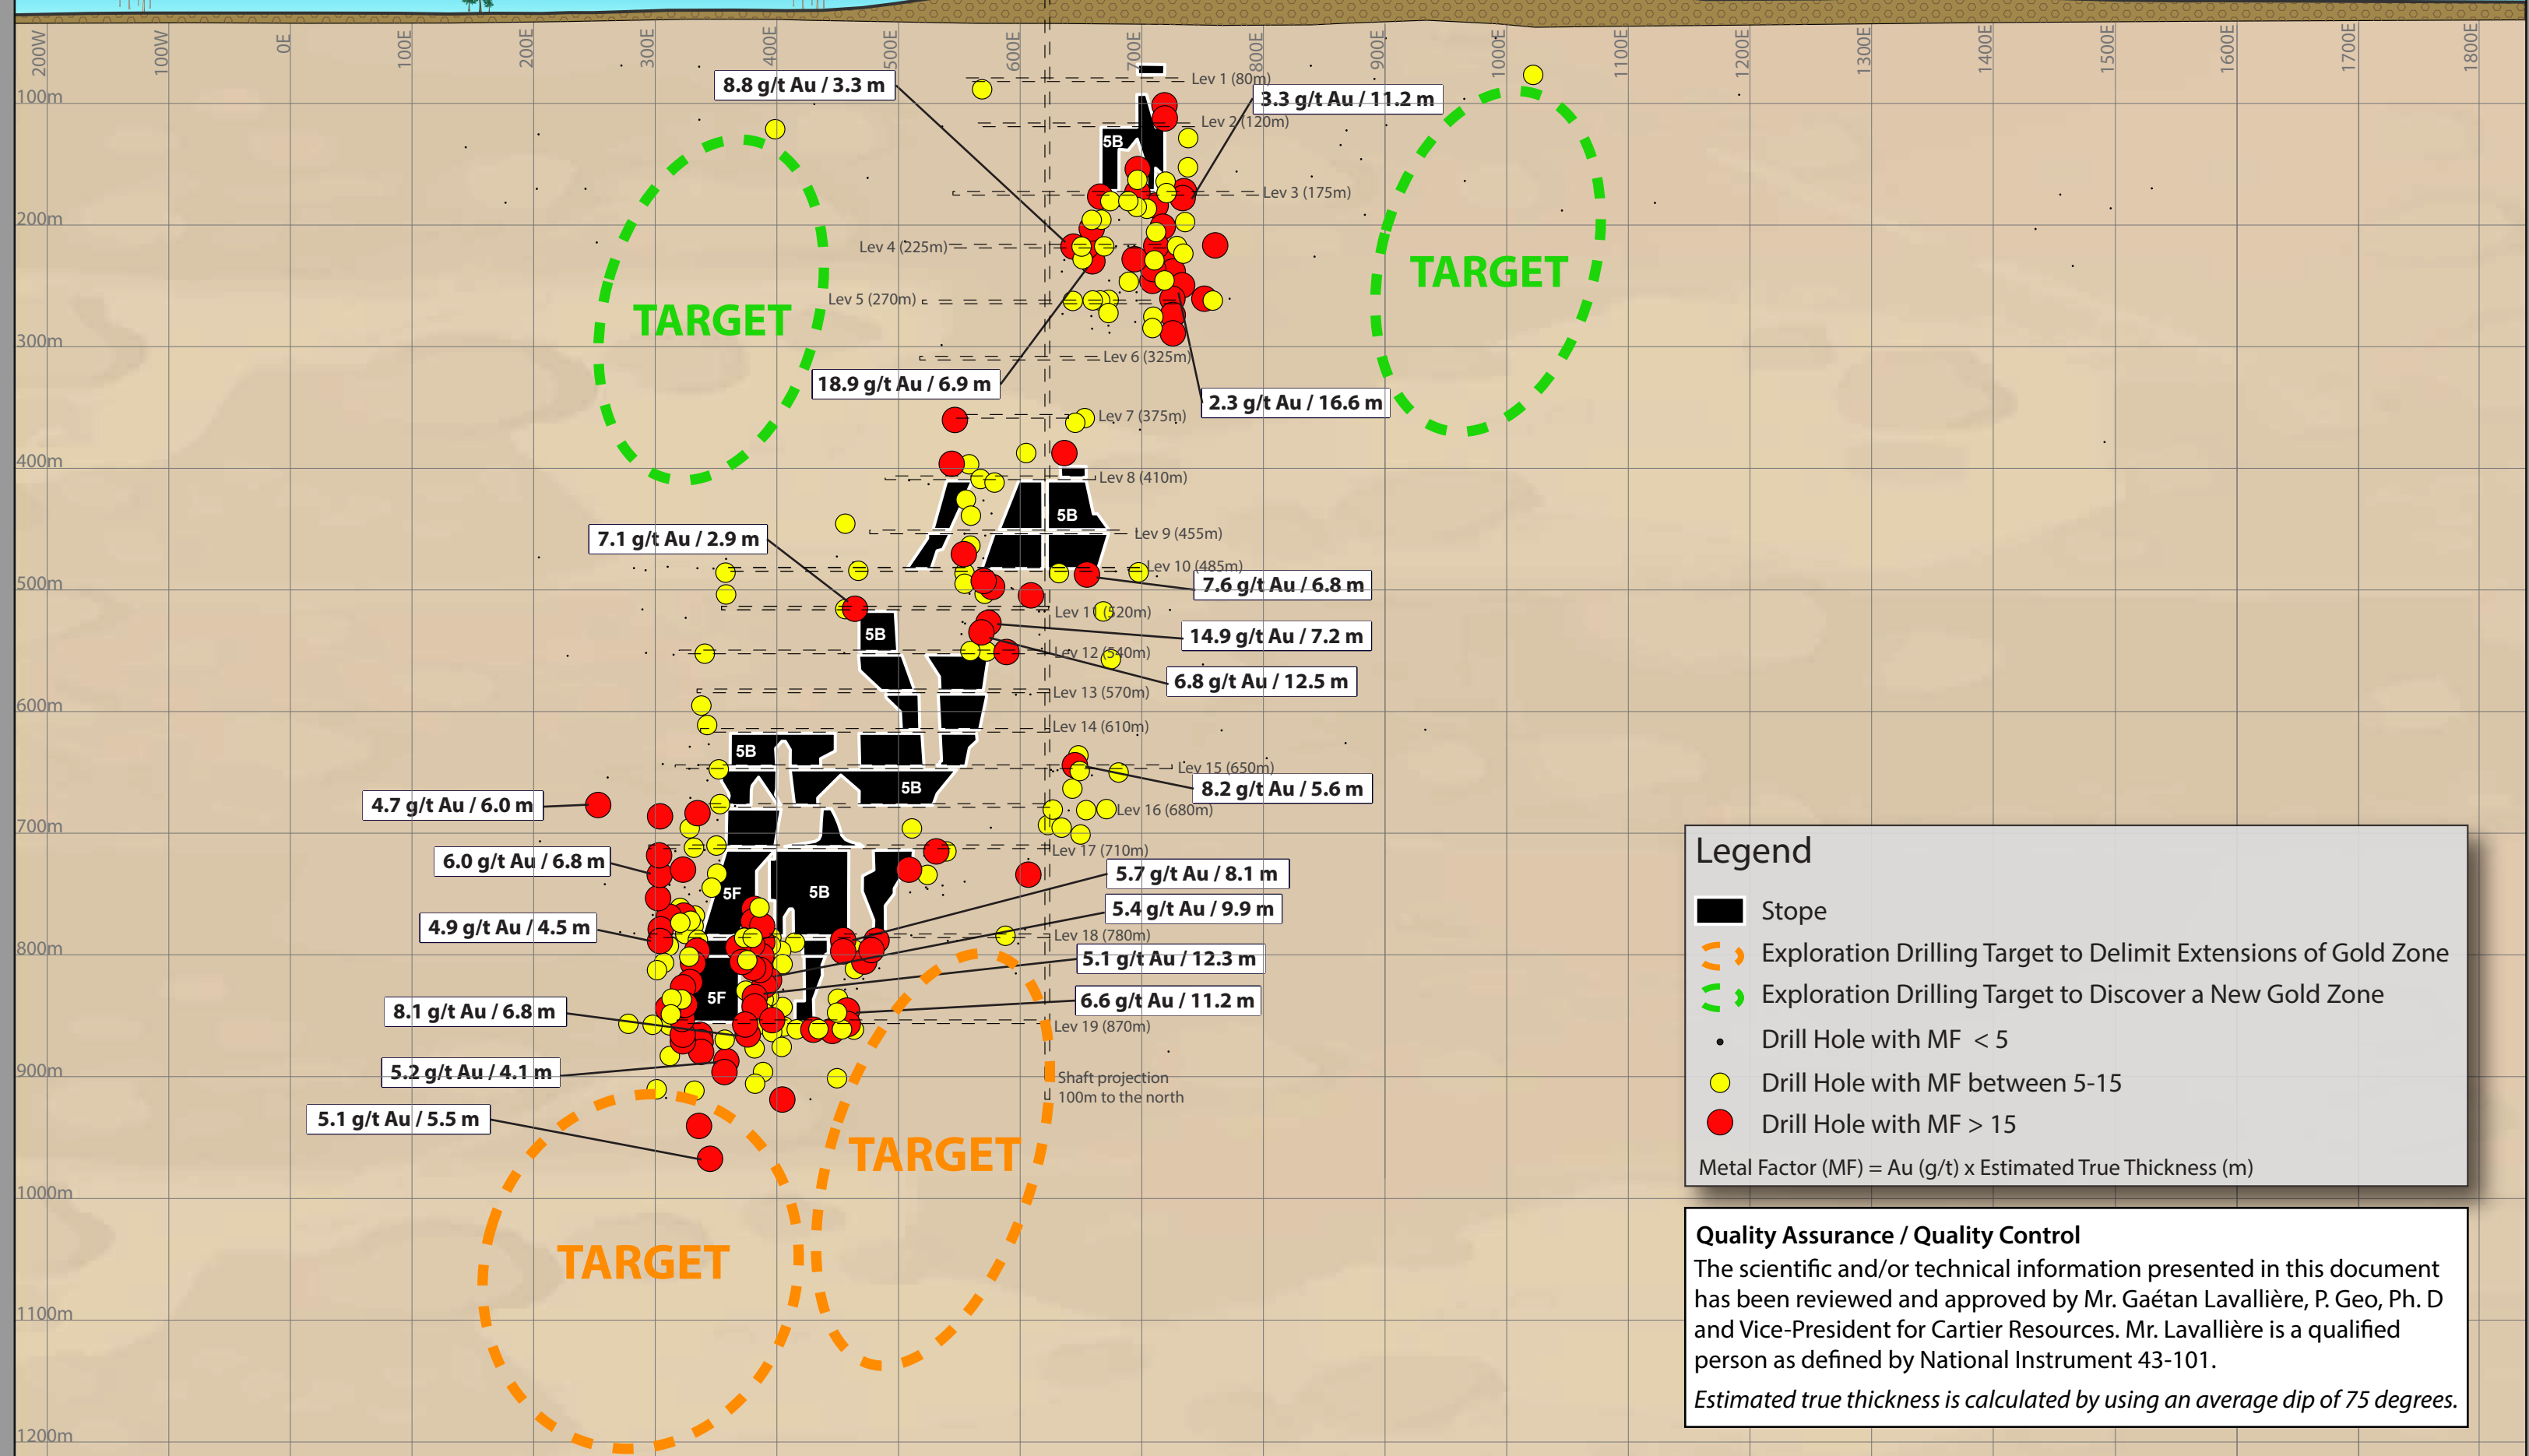 200W
100W
0E
100E
200E
300E
400E
500E
600E
700E
800E
900E
1000E
1100E
1200E
1300E
1400E
1500E
1600E
1700E
1800E
Lev 1 (80m)
8.8 g/t Au / 3.3 m
100m
3.3 g/t Au / 11.2 m
Lev 2 (120m)
5B
Lev 3 (175m)
200m
Lev 4 (225m)
TARGET
Lev 5 (270m)
TARGET
300m
Lev 6 (325m)
18.9 g/t Au / 6.9 m
2.3 g/t Au / 16.6 m
Lev 7 (375m)
400m
Lev 8 (410m)
5B
Lev 9 (455m)
7.1 g/t Au / 2.9 m
Lev 10 (485m)
500m
7.6 g/t Au / 6.8 m
Lev 11 (520m)
5B
14.9 g/t Au / 7.2 m
Lev 12 (540m)
6.8 g/t Au / 12.5 m
Lev 13 (570m)
600m
Lev 14 (610m)
5B
Lev 15 (650m)
5B
8.2 g/t Au / 5.6 m
4.7 g/t Au / 6.0 m
Lev 16 (680m)
700m
Lev 17 (710m)
6.0 g/t Au / 6.8 m
5.7 g/t Au / 8.1 m
5F
5B
5.4 g/t Au / 9.9 m
4.9 g/t Au / 4.5 m
Lev 18 (780m)
800m
5.1 g/t Au / 12.3 m
5F
6.6 g/t Au / 11.2 m
8.1 g/t Au / 6.8 m
Lev 19 (870m)
900m
5.2 g/t Au / 4.1 m
Shaft projection
100m to the north
5.1 g/t Au / 5.5 m
TARGET
1000m
TARGET
1100m
1200m
Legend
Stope
Exploration Drilling Target to Delimit Extensions of Gold Zone
Exploration Drilling Target to Discover a New Gold Zone
Drill Hole with MF < 5
Drill Hole with MF between 5-15
Drill Hole with MF > 15
Metal Factor (MF) = Au (g/t) x Estimated True Thickness (m)
Quality Assurance / Quality Control
The scientific and/or technical information presented in this document
has been reviewed and approved by Mr. Gaétan Lavallière, P. Geo, Ph. D
and Vice-President for Cartier Resources. Mr. Lavallière is a qualified
person as defined by National Instrument 43-101.
Estimated true thickness is calculated by using an average dip of 75 degrees.